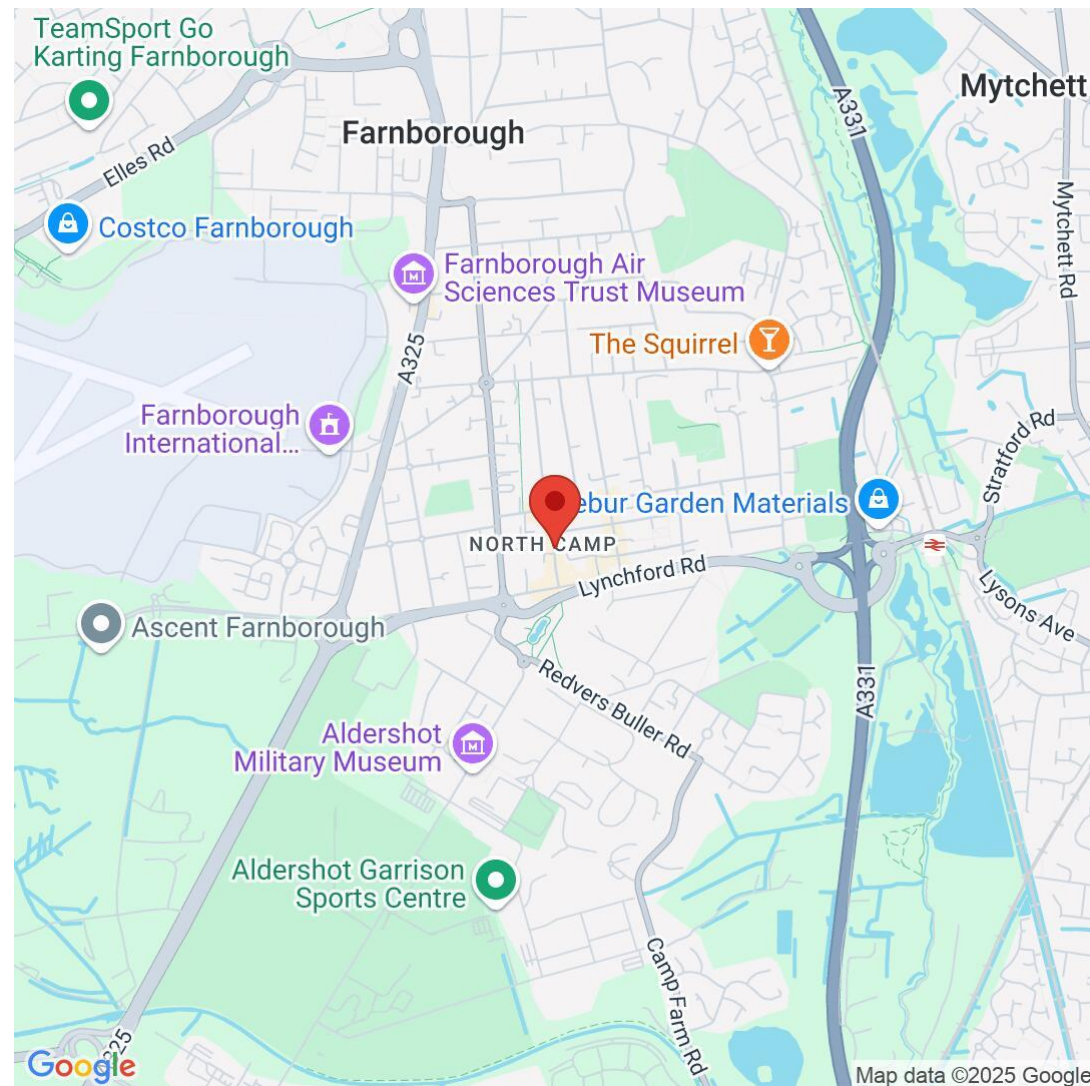 TeamSport Go
Karting Farnborough
Mytchett
A331
Farnborough
Elles Rd
Mytchett Rd
Costco Farnborough
Farnborough Air
Sciences Trust Museum
The Squirrel
A325
Farnborough
International...
Stratford Rd
ebur Garden Materials
NORTH CAMP
Lynchford Rd
Lysons Ave
Ascent Farnborough
Redvers Buller Rd
A331
Aldershot
Military Museum
Aldershot Garrison
Sports Centre
Camp Farm Rd
Google
Map data ©2025 Google